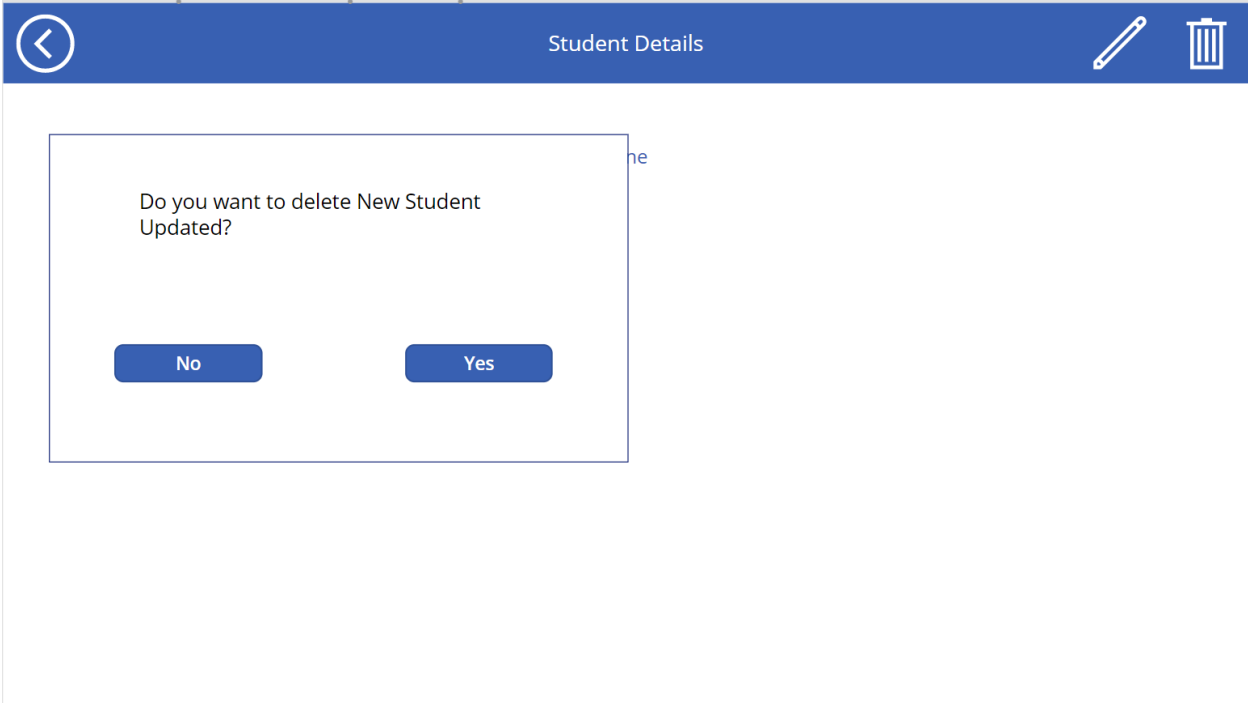 Student Details
Do you want to delete New Student
Updated?
No
Yes